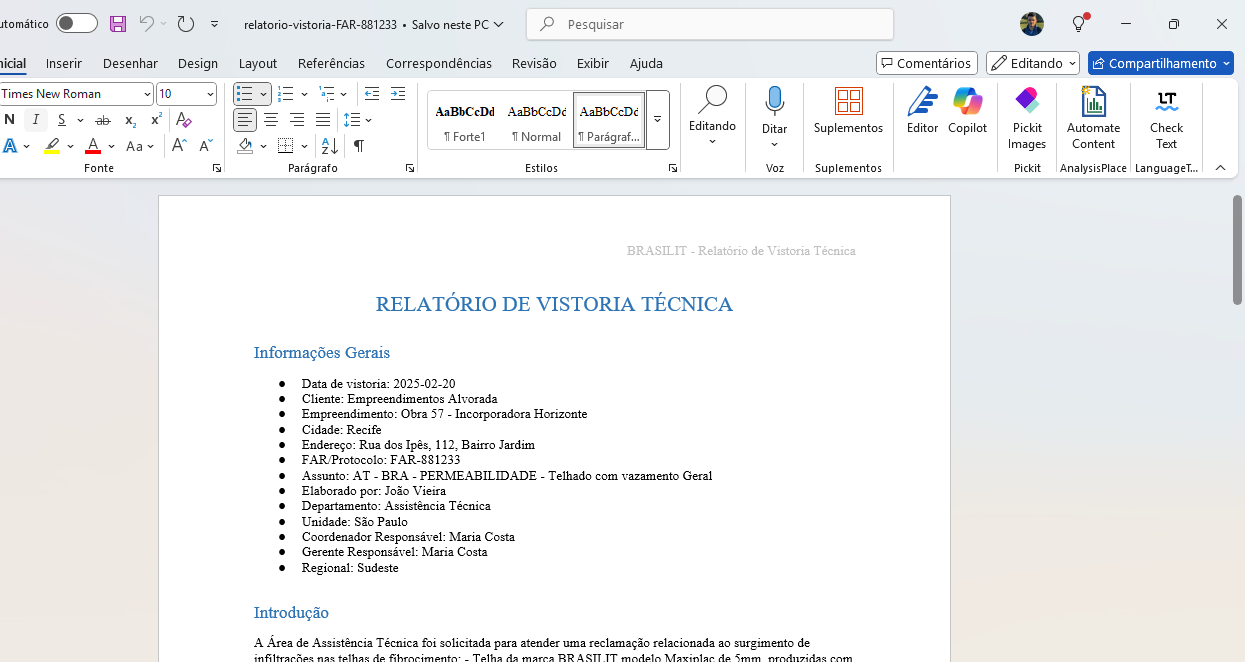 utomático
relatorio-vistoria-FAR-881233 • Salvo neste PC
Pesquisar
Inserir
Desenhar
Design
Layout
Referências
Correspondências
Revisão
Exibir
Ajuda
Comentários
Editando
Compartilhamento
Times New Roman
10
N I S ab x₂ x² A
A A Aa A A
Fonte
Parágrafo
AaBbCcDd AaBbCcDd AaBbCcDd
¶ Forte1 ¶ Normal ¶ Parágraf...
Estilos
Editando
Ditar
Voz
Suplementos
Suplementos
Editor
Copilot
Pickit
Images
Pickit
Automate
Content
AnalysisPlace
LT
Check
Text
LanguageT...
BRASILIT - Relatório de Vistoria Técnica
RELATÓRIO DE VISTORIA TÉCNICA
Informações Gerais
● Data de vistoria: 2025-02-20
● Cliente: Empreendimentos Alvorada
● Empreendimento: Obra 57 - Incorporadora Horizonte
● Cidade: Recife
● Endereço: Rua dos Ipês, 112, Bairro Jardim
● FAR/Protocolo: FAR-881233
● Assunto: AT - BRA - PERMEABILIDADE - Telhado com vazamento Geral
● Elaborado por: João Vieira
● Departamento: Assistência Técnica
● Unidade: São Paulo
● Coordenador Responsável: Maria Costa
● Gerente Responsável: Maria Costa
● Regional: Sudeste
Introdução
A Área de Assistência Técnica foi solicitada para atender uma reclamação relacionada ao surgimento de
infiltrações nas telhas de fibrocimento: - Telha da marca BRASILIT modelo Maxiplac de 5mm, produzidas com